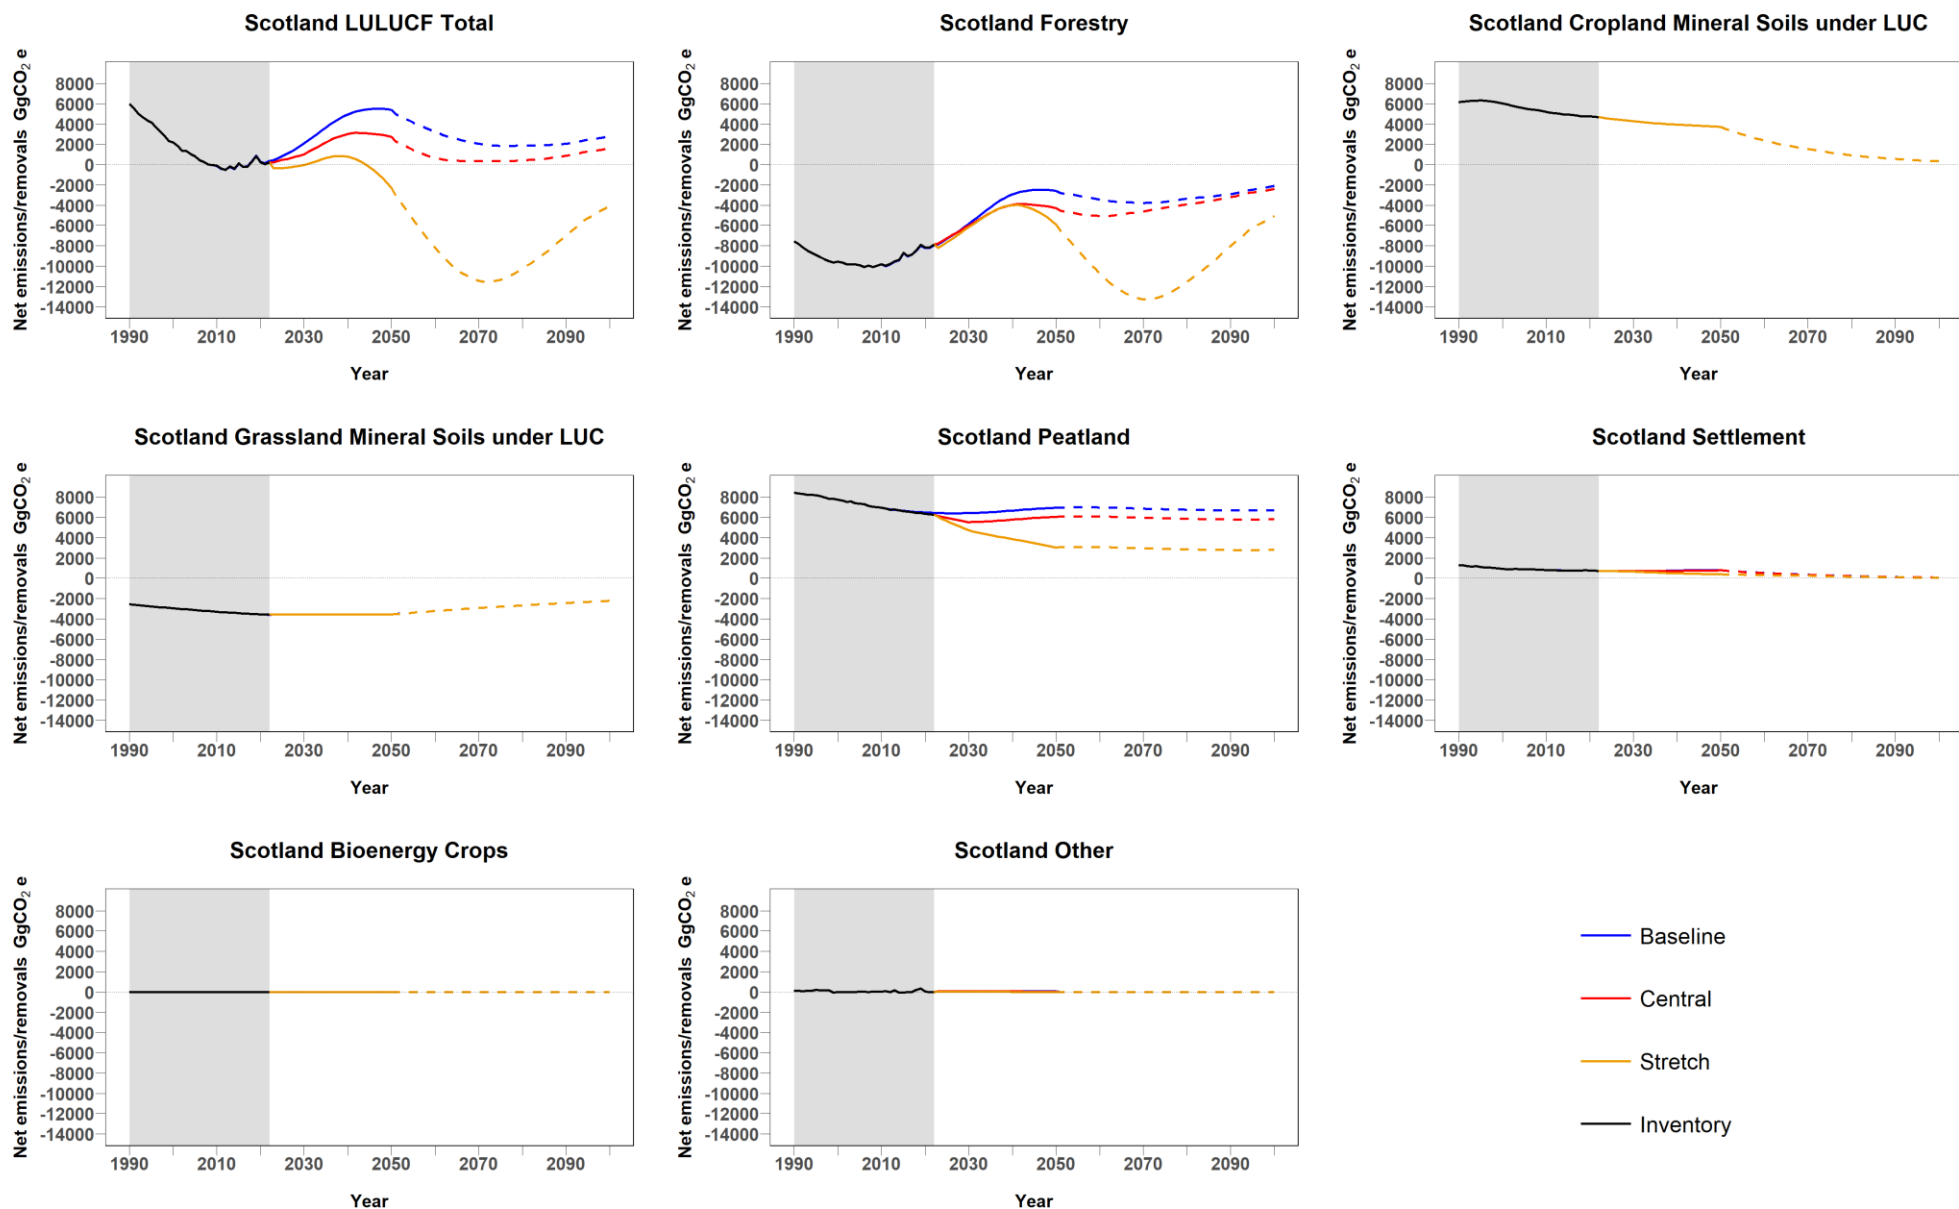 Scotland LULUCF Total
Net emissions/removals GgCO₂ e
8000
6000
4000
2000
0
-2000
-4000
-6000
-8000
-10000
-12000
-14000
1990 2010 2030 2050 2070 2090
Year
Scotland Forestry
Net emissions/removals GgCO₂ e
8000
6000
4000
2000
0
-2000
-4000
-6000
-8000
-10000
-12000
-14000
1990 2010 2030 2050 2070 2090
Year
Scotland Cropland Mineral Soils under LUC
Net emissions/removals GgCO₂ e
8000
6000
4000
2000
0
-2000
-4000
-6000
-8000
-10000
-12000
-14000
1990 2010 2030 2050 2070 2090
Year
Scotland Grassland Mineral Soils under LUC
Net emissions/removals GgCO₂ e
8000
6000
4000
2000
0
-2000
-4000
-6000
-8000
-10000
-12000
-14000
1990 2010 2030 2050 2070 2090
Year
Scotland Peatland
Net emissions/removals GgCO₂ e
8000
6000
4000
2000
0
-2000
-4000
-6000
-8000
-10000
-12000
-14000
1990 2010 2030 2050 2070 2090
Year
Scotland Settlement
Net emissions/removals GgCO₂ e
8000
6000
4000
2000
0
-2000
-4000
-6000
-8000
-10000
-12000
-14000
1990 2010 2030 2050 2070 2090
Year
Scotland Bioenergy Crops
Net emissions/removals GgCO₂ e
8000
6000
4000
2000
0
-2000
-4000
-6000
-8000
-10000
-12000
-14000
1990 2010 2030 2050 2070 2090
Year
Scotland Other
Net emissions/removals GgCO₂ e
8000
6000
4000
2000
0
-2000
-4000
-6000
-8000
-10000
-12000
-14000
1990 2010 2030 2050 2070 2090
Year
Baseline
Central
Stretch
Inventory